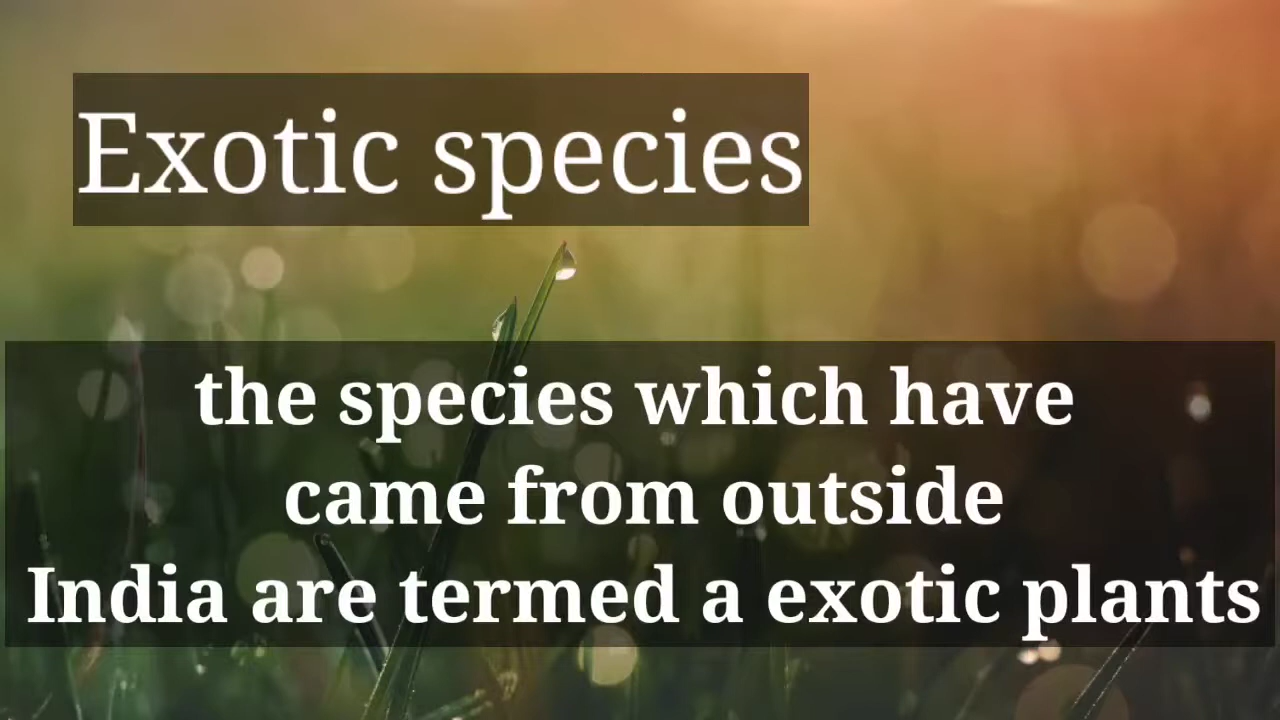 Exotic species
the species which have
came from outside
India are termed a exotic plants